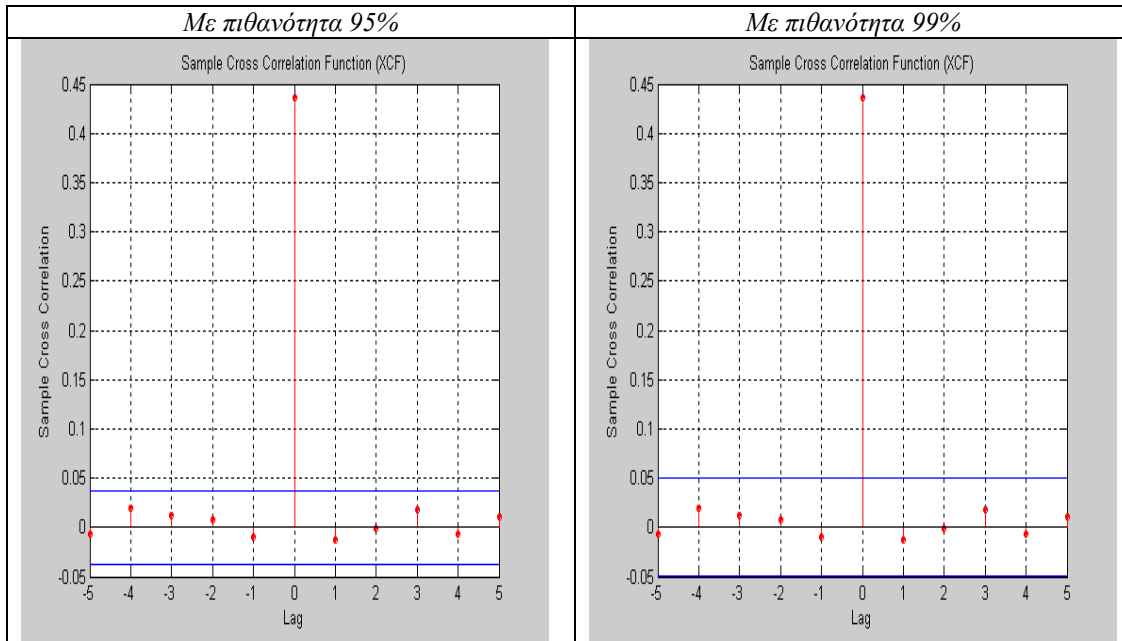 Με πιθανότητα 95%
Με πιθανότητα 99%
Sample Cross Correlation Function (XCF)
Sample Cross Correlation
0.45
0.4
0.35
0.3
0.25
0.2
0.15
0.1
0.05
0
-0.05
-5 -4 -3 -2 -1 0 1 2 3 4 5
Lag
Sample Cross Correlation Function (XCF)
Sample Cross Correlation
0.45
0.4
0.35
0.3
0.25
0.2
0.15
0.1
0.05
0
-0.05
-5 -4 -3 -2 -1 0 1 2 3 4 5
Lag